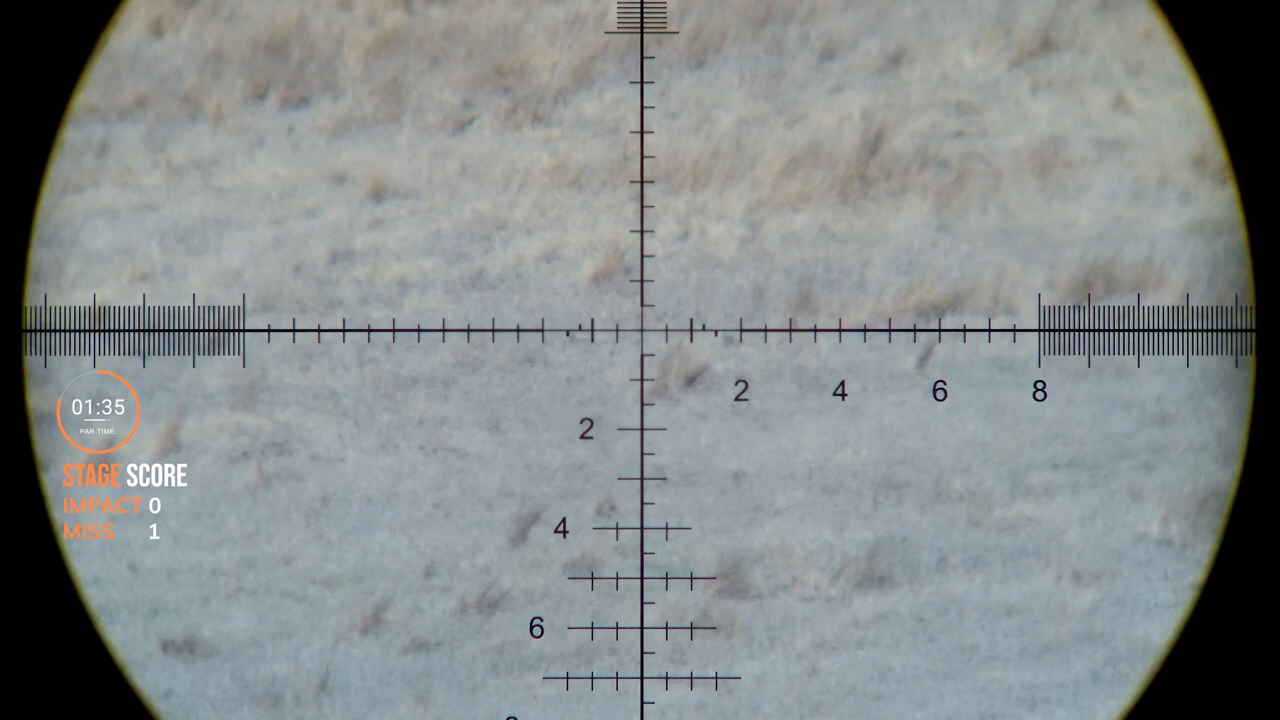 2 4 6 8
01:35
PAR TIME
2
STAGE SCORE
IMPACT 0
4
MISS 1
6